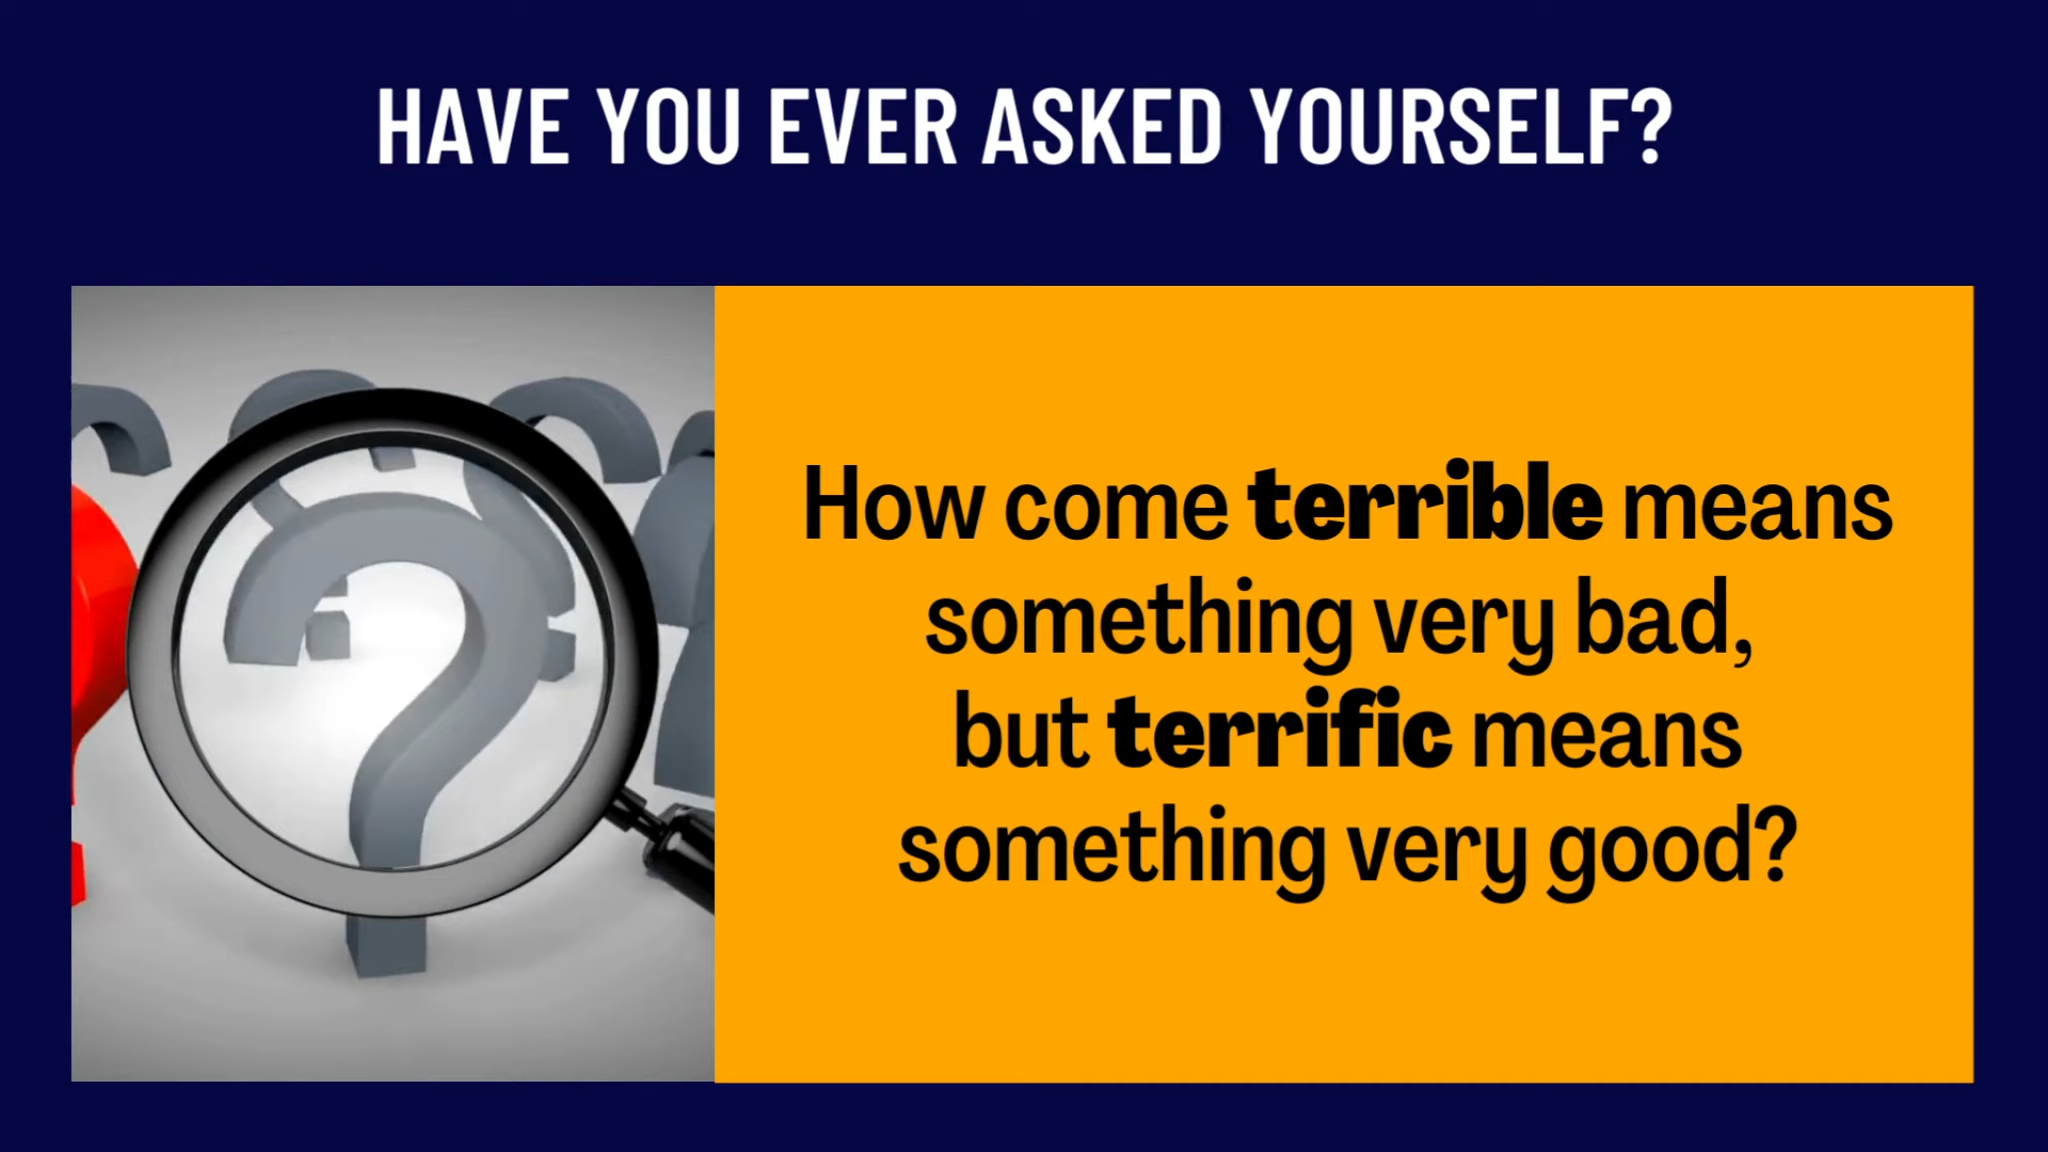 HAVE YOU EVER ASKED YOURSELF?
How come terrible means
something very bad,
but terrific means
something very good?